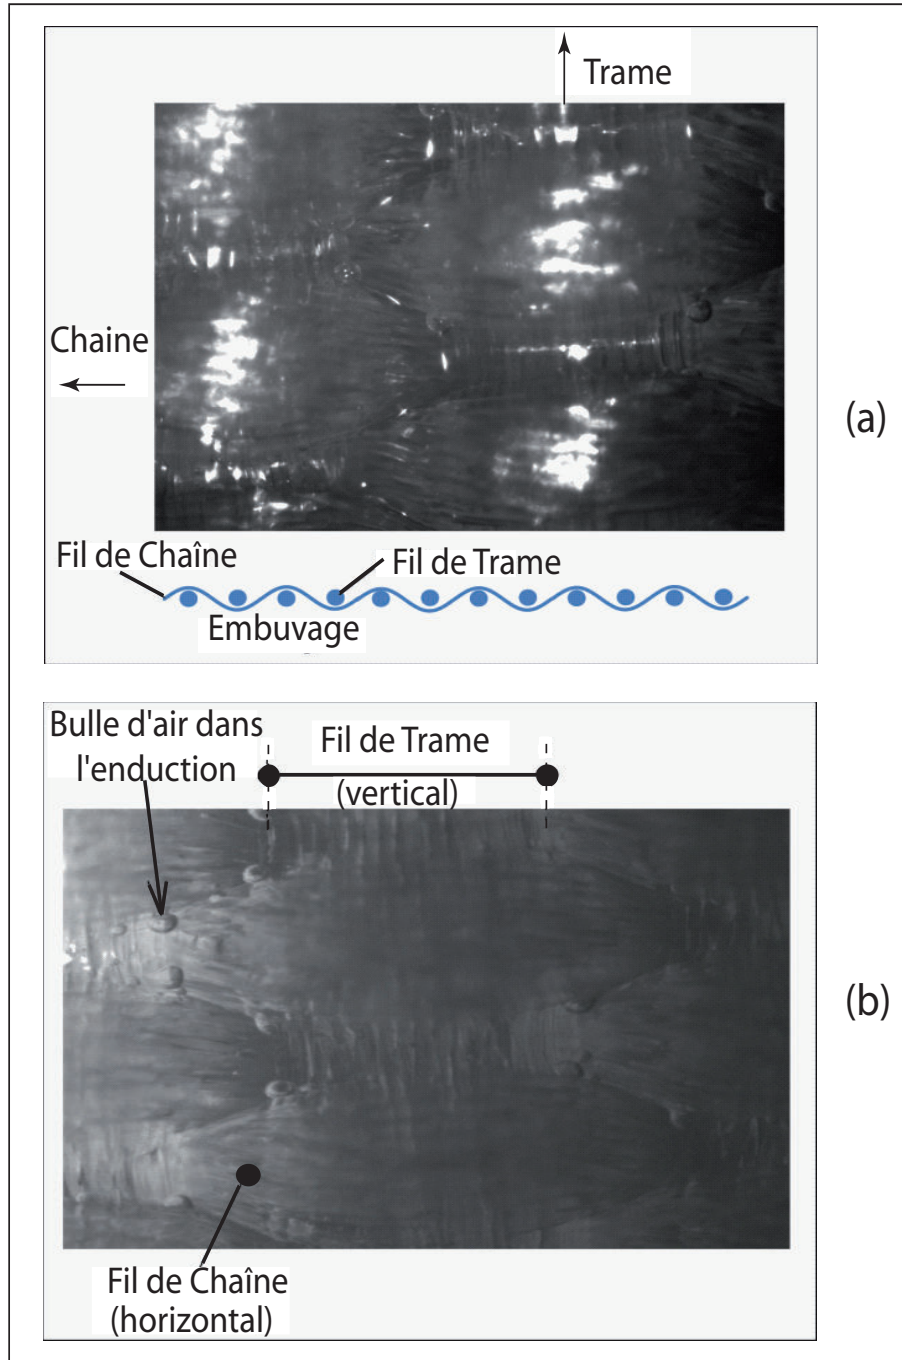 Trame
Chaine
(a)
Fil de Chaîne
Fil de Trame
Embuvage
Bulle d'air dans
l'enduction
Fil de Trame
(vertical)
(b)
Fil de Chaîne
(horizontal)